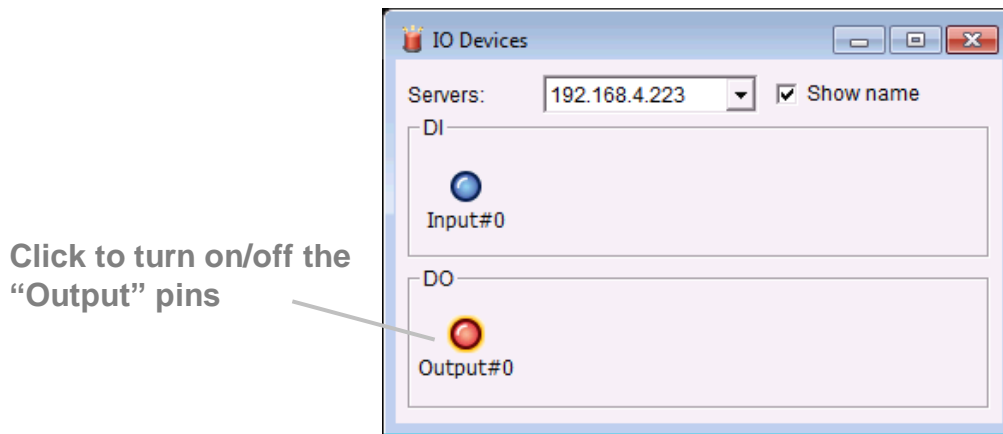 IO Devices
Servers: 192.168.4.223 Show name
DI
Input#0
Click to turn on/off the
“Output” pins
DO
Output#0